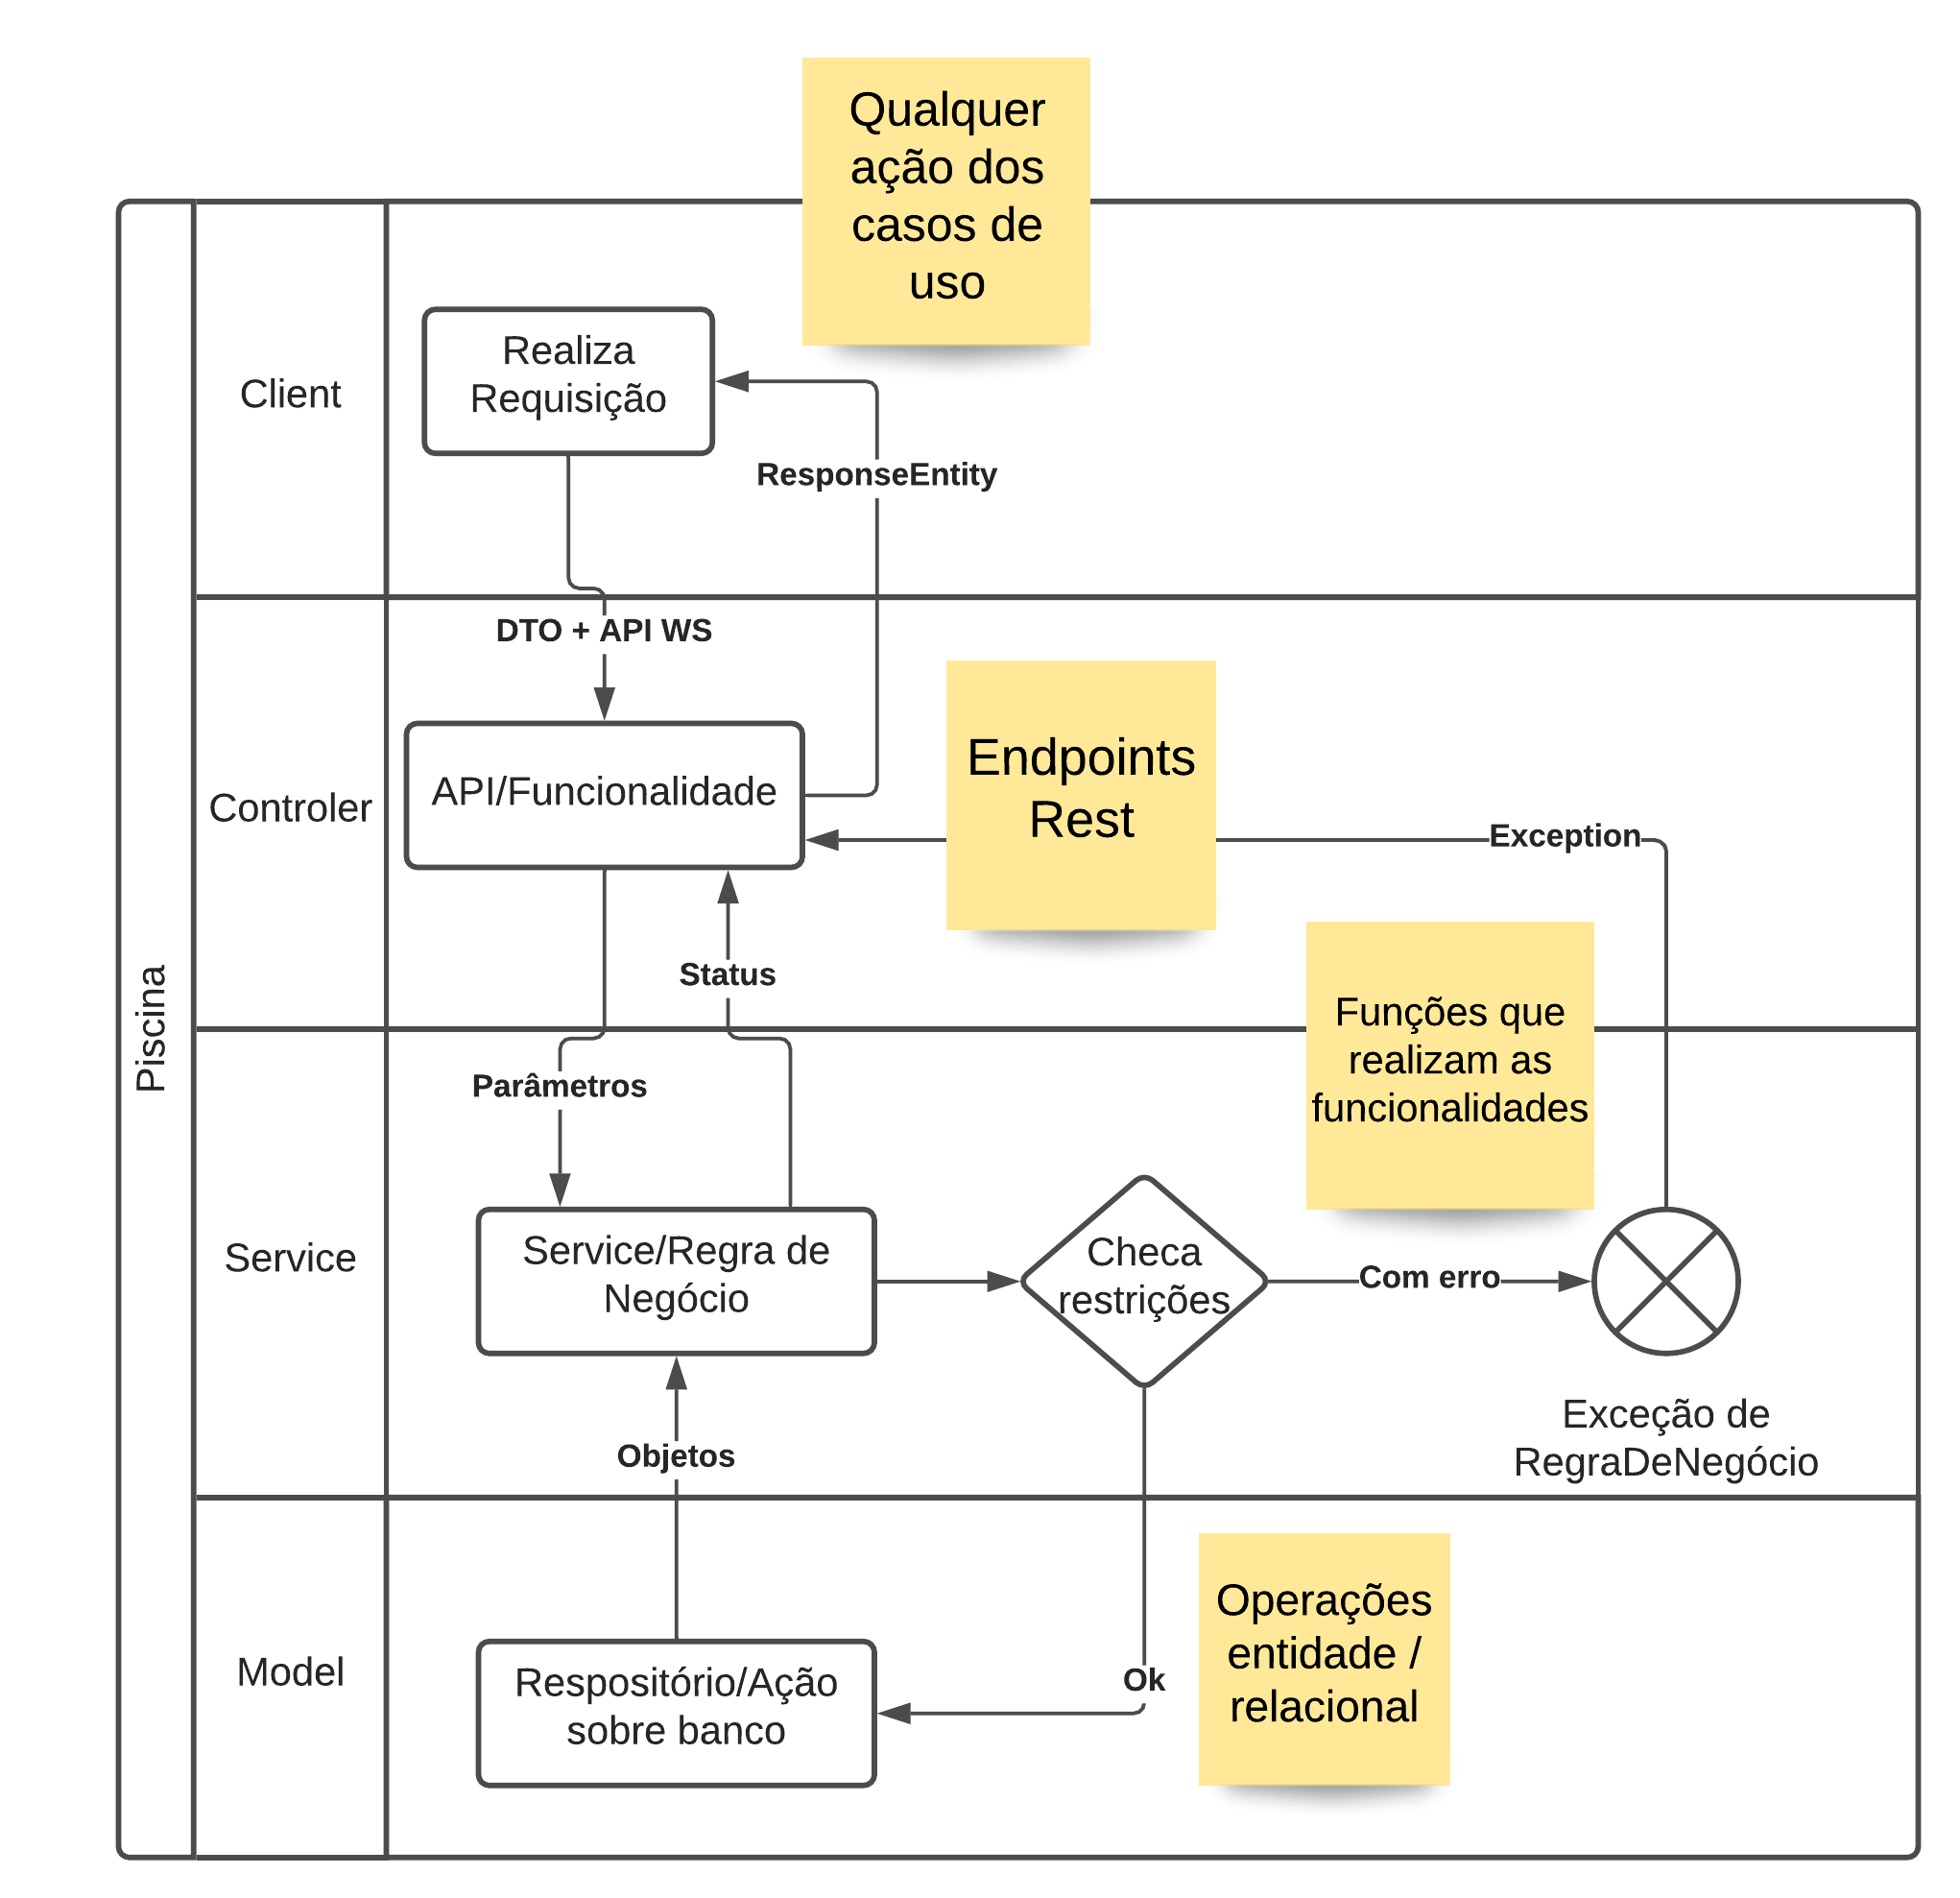 Qualquer
ação dos
casos de
uso
Piscina
Client
Realiza
Requisição
ResponseEntity
DTO + API WS
Controler
API/Funcionalidade
Endpoints
Rest
Exception
Status
Funções que
realizam as
funcionalidades
Parâmetros
Service
Service/Regra de
Negócio
Checa
restrições
Com erro
Exceção de
RegraDeNegócio
Objetos
Model
Respositório/Ação
sobre banco
Ok
Operações
entidade /
relacional